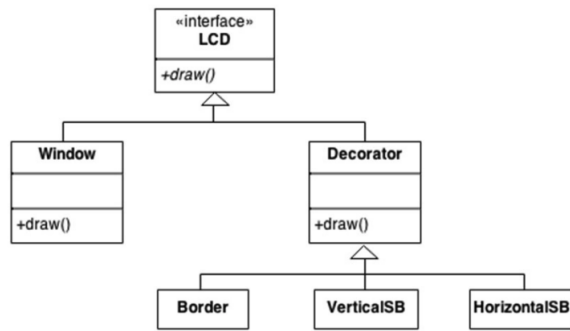 «interface»
LCD
+draw()
Window
+draw()
Decorator
+draw()
Border
VerticalSB
HorizontalSB